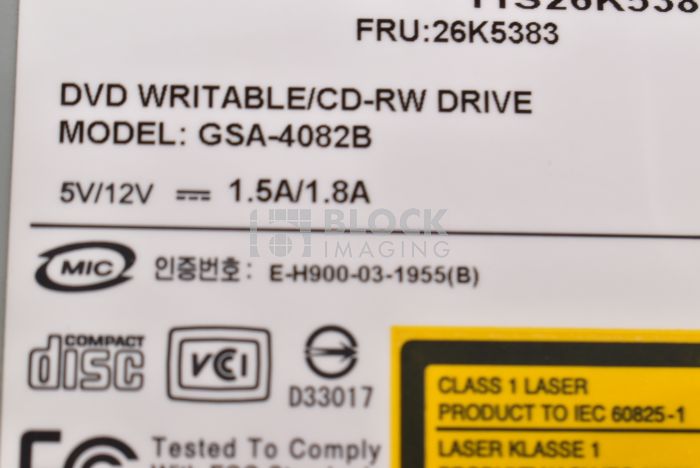 FRU:26K5383
DVD WRITABLE/CD-RW DRIVE
MODEL: GSA-4082B
5V/12V 1.5A/1.8A
BLOCK
IMAGING
MIC 인증번호: E-H900-03-1955(B)
COMPACT
disc
VCI
D33017
CLASS 1 LASER
PRODUCT TO IEC 60825-1
LASER KLASSE 1
Tested To Comply